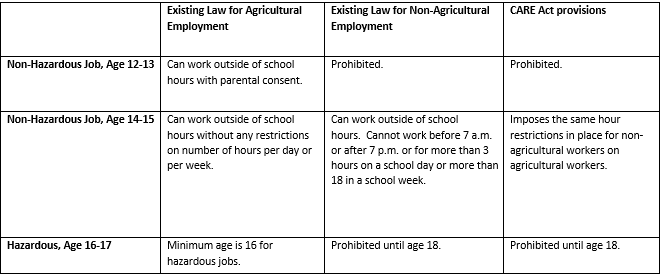 Existing Law for Agricultural Employment
Existing Law for Non-Agricultural Employment
CARE Act provisions
Non-Hazardous Job, Age 12-13
Can work outside of school
hours with parental consent.
Prohibited.
Prohibited.
Non-Hazardous Job, Age 14-15
Can work outside of school
hours without any restrictions
on number of hours per day or
per week.
Can work outside of school
hours.  Cannot work before 7 a.m.
or after 7 p.m. or for more than 3
hours on a school day or more than
18 in a school week.
Imposes the same hour
restrictions in place for non-
agricultural workers on
agricultural workers.
Hazardous, Age 16-17
Minimum age is 16 for
hazardous jobs.
Prohibited until age 18.
Prohibited until age 18.